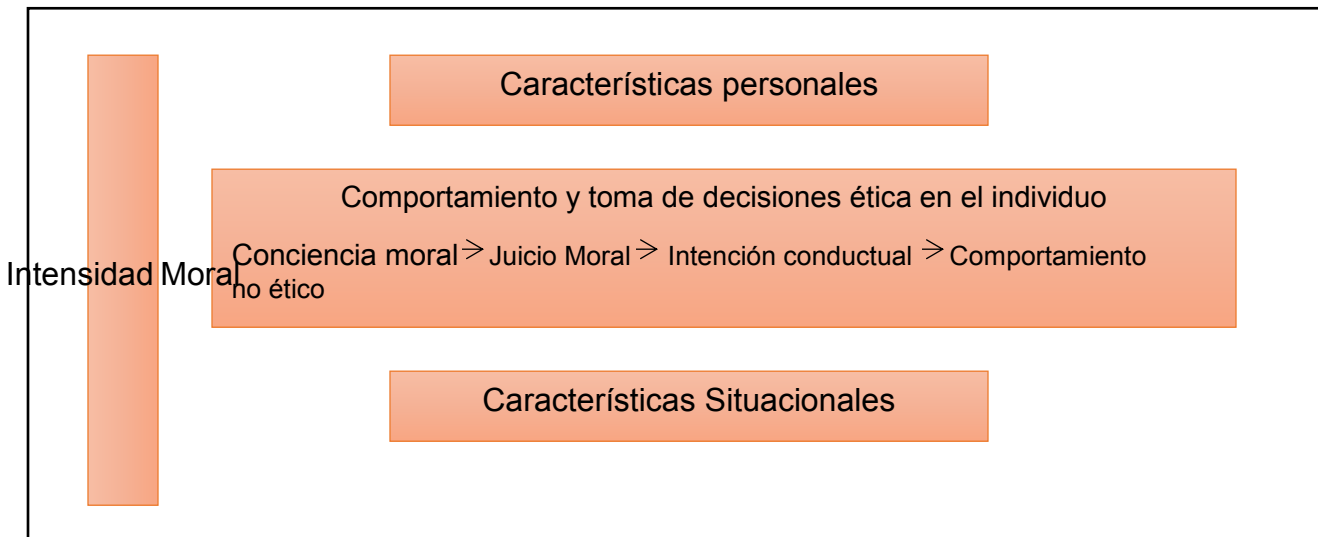 Características personales
Comportamiento y toma de decisiones ética en el individuo
Intensidad Moral
Conciencia moral > Juicio Moral > Intención conductual > Comportamiento
no ético
Características Situacionales